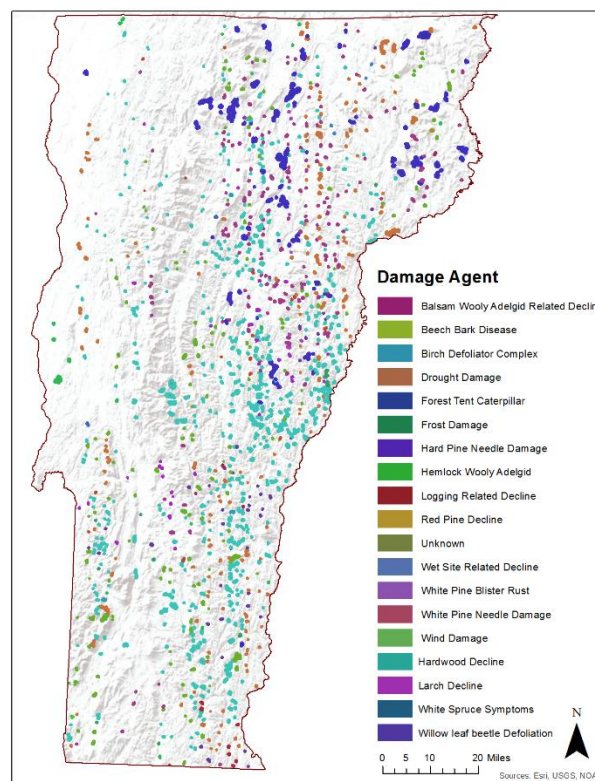 Damage Agent
Balsam Wooly Adelgid Related Declin
Beech Bark Disease
Birch Defoliator Complex
Drought Damage
Forest Tent Caterpillar
Frost Damage
Hard Pine Needle Damage
Hemlock Wooly Adelgid
Logging Related Decline
Red Pine Decline
Unknown
Wet Site Related Decline
White Pine Blister Rust
White Pine Needle Damage
Wind Damage
Hardwood Decline
Larch Decline
White Spruce Symptoms
Willow leaf beetle Defoliation
N
0 5 10 20 Miles
Sources: Esri, USGS, NOA